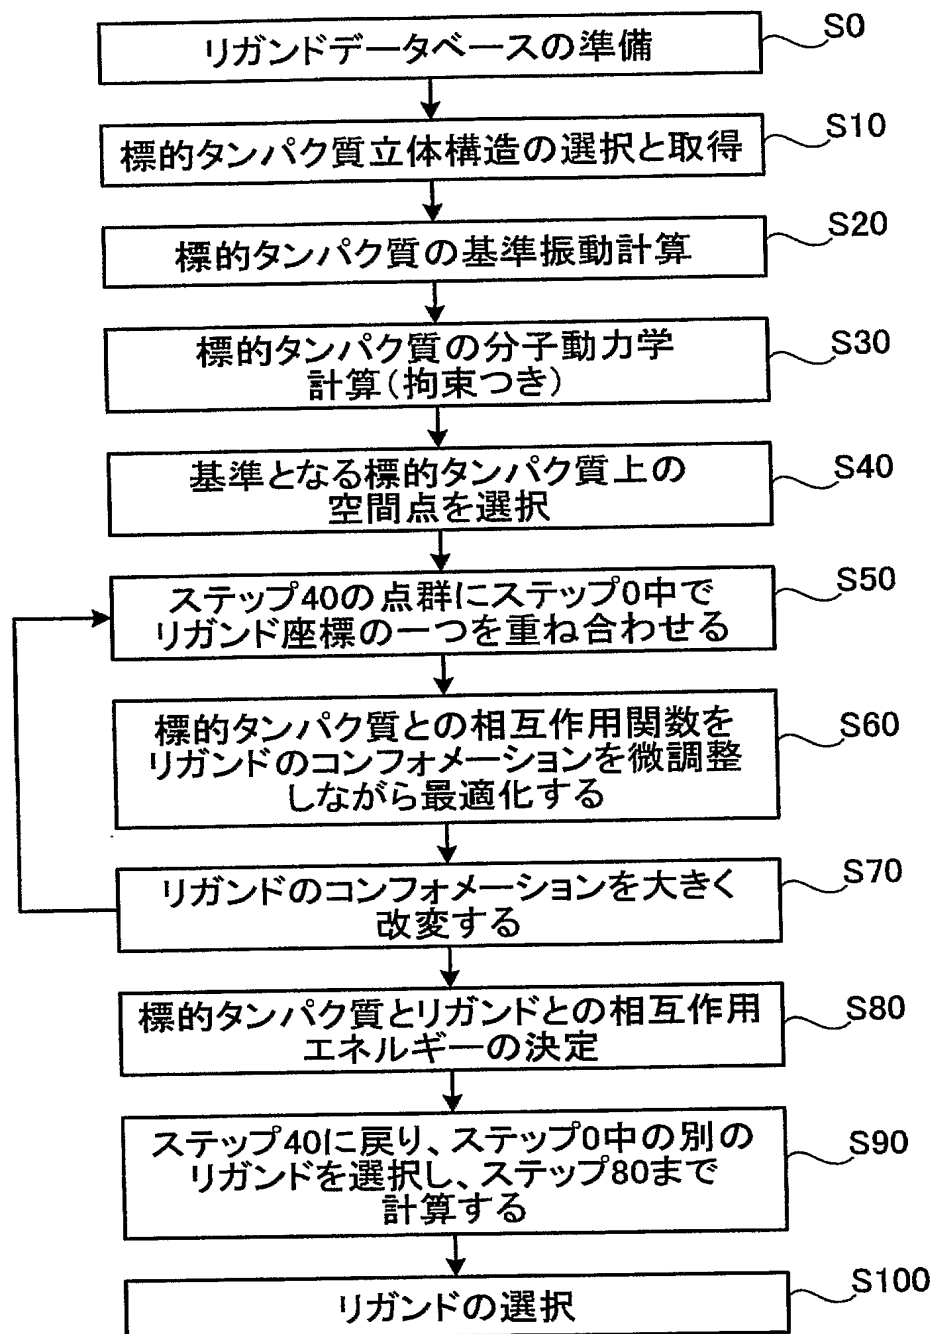 リガンドデータベースの準備
S0
標的タンパク質立体構造の選択と取得
S10
標的タンパク質の基準振動計算
S20
標的タンパク質の分子動力学
計算(拘束つき)
S30
基準となる標的タンパク質上の
空間点を選択
S40
ステップ40の点群にステップ0中で
リガンド座標の一つを重ね合わせる
S50
標的タンパク質との相互作用関数を
リガンドのコンフォメーションを微調整
しながら最適化する
S60
リガンドのコンフォメーションを大きく
改変する
S70
標的タンパク質とリガンドとの相互作用
エネルギーの決定
S80
ステップ40に戻り、ステップ0中の別の
リガンドを選択し、ステップ80まで
計算する
S90
リガンドの選択
S100